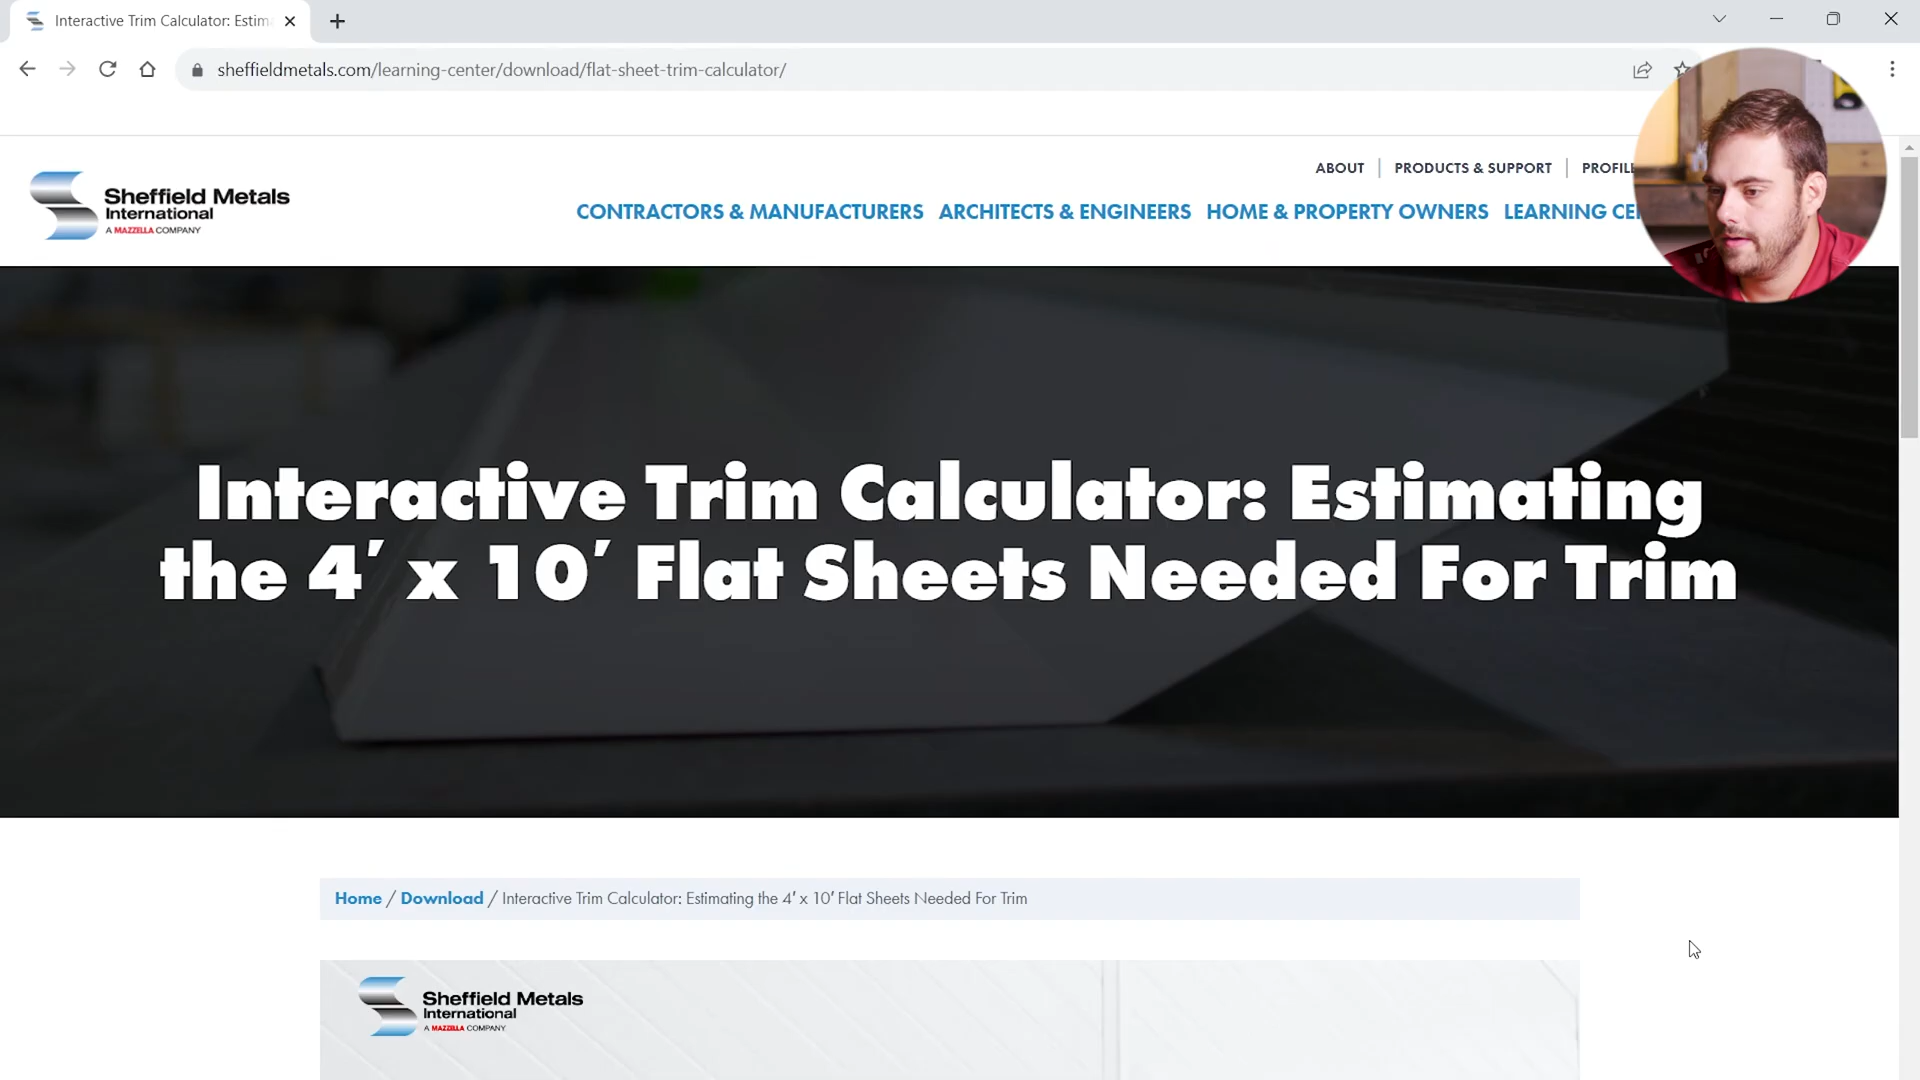 Interactive Trim Calculator: Estim
sheffieldmetals.com/learning-center/download/flat-sheet-trim-calculator/
ABOUT
PRODUCTS & SUPPORT
PROFILE
Sheffield Metals
International
A MAZZELLA COMPANY
CONTRACTORS & MANUFACTURERS
ARCHITECTS & ENGINEERS
HOME & PROPERTY OWNERS
LEARNING CE
Interactive Trim Calculator: Estimating
the 4′ x 10′ Flat Sheets Needed For Trim
Home / Download / Interactive Trim Calculator: Estimating the 4′ x 10′ Flat Sheets Needed For Trim
Sheffield Metals
International
A MAZZELLA COMPANY